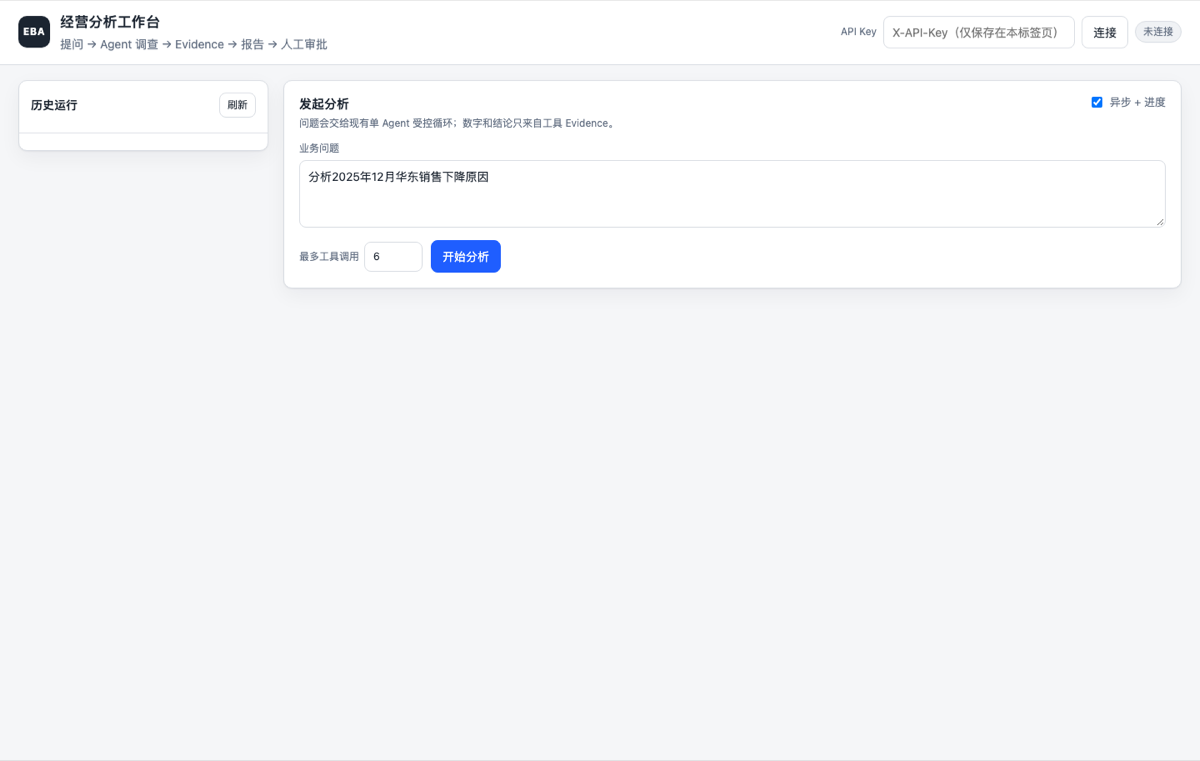 EBA
经营分析工作台
提问 → Agent 调查 → Evidence → 报告 → 人工审批
API Key
X-API-Key（仅保存在本标签页）
连接
未连接
历史运行
刷新
发起分析
异步 + 进度
问题会交给现有单 Agent 受控循环；数字和结论只来自工具 Evidence。
业务问题
分析2025年12月华东销售下降原因
最多工具调用
6
开始分析